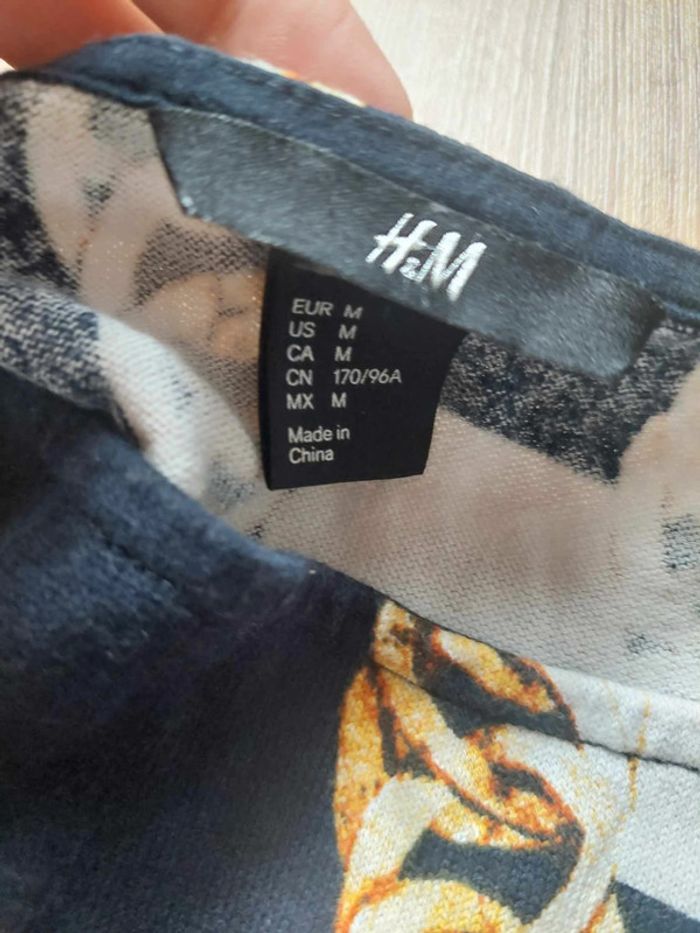 H&M
EUR M
US M
CA M
CN 170/96A
MX M
Made in
China